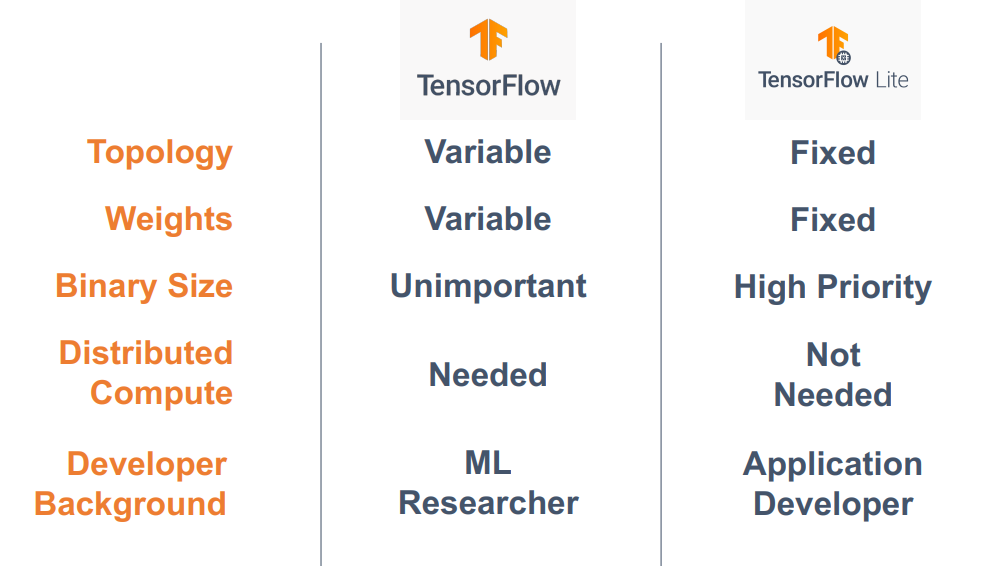 TensorFlow
TensorFlow Lite
Topology
Variable
Fixed
Weights
Variable
Fixed
Binary Size
Unimportant
High Priority
Distributed
Compute
Needed
Not
Needed
Developer
Background
ML
Researcher
Application
Developer